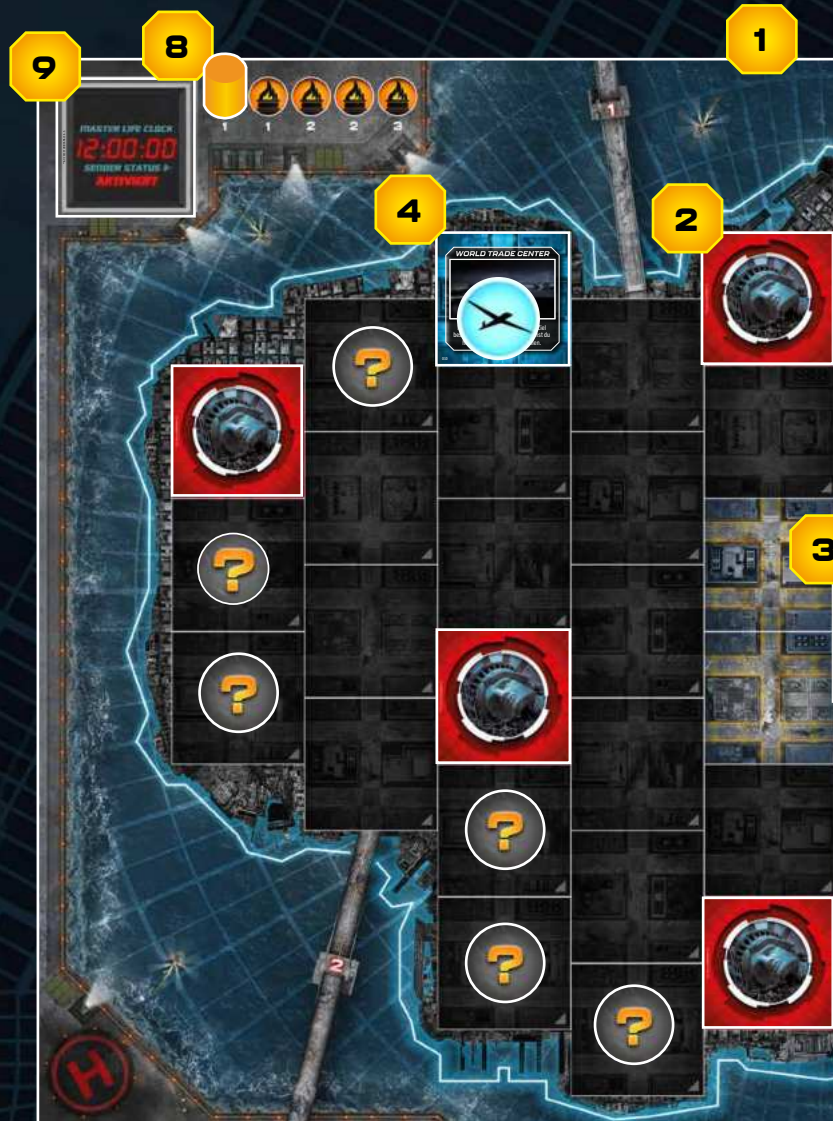 1
8
9
MASTER LIFE CLOCK
12:00:00
SENDER STATUS
AKTIVIERT
1 1 2 2 3
1
4
2
WORLD TRADE CENTER
?
?
3
?
?
?
2
?
H